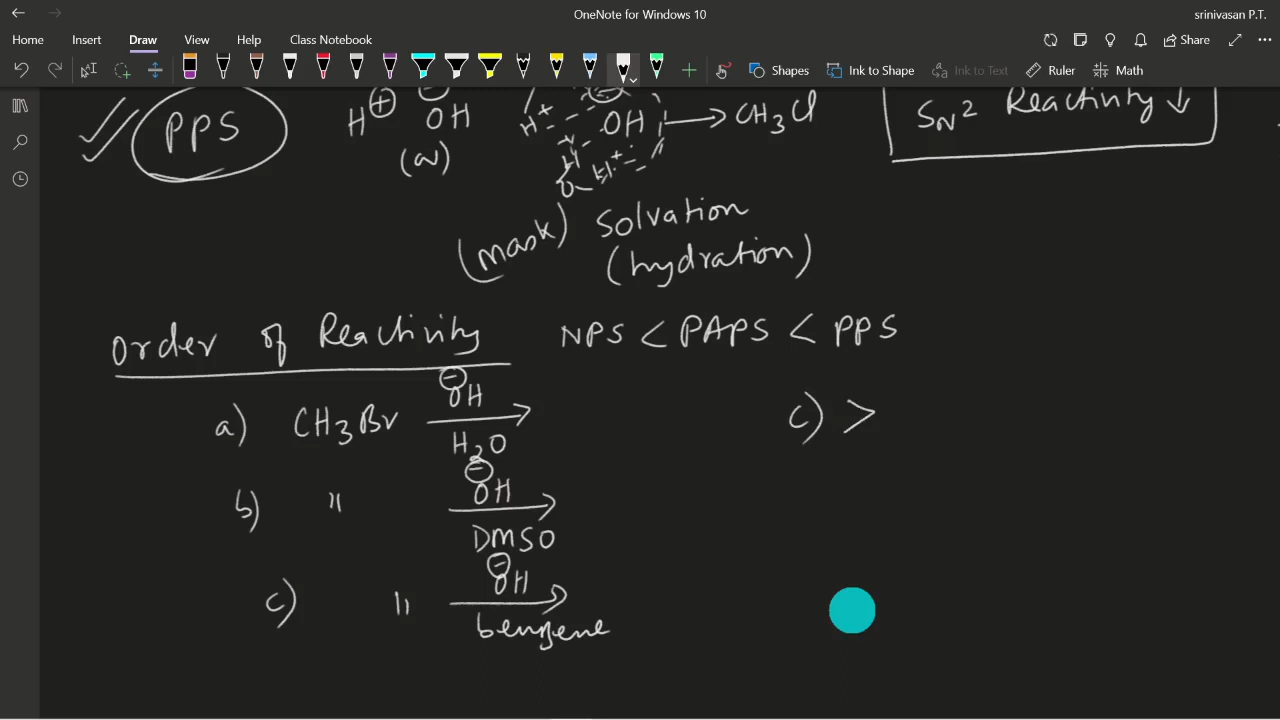 OneNote for Windows 10
srinivasan P.T.
Home Insert Draw View Help Class Notebook
Share
Shapes Ink to Shape Ink to Text Ruler Math
PPS
H⊕ ⊖OH
H+ OH → CH3Cl
SN2 Reactivity ↓
(aq)
(mask) Solvation
(hydration)
Order of Reactivity NPS < PAPS < PPS
a) CH3Br ⊖OH → H2O
c) >
b) " ⊖OH → DMSO
c) " ⊖OH → benzene